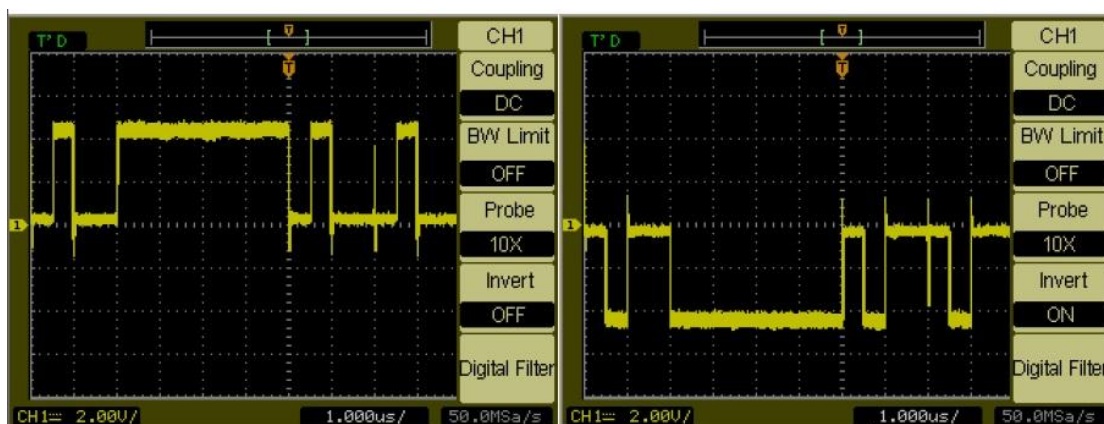 T'D
T
[ ]
T
CH1
Coupling
DC
BW Limit
OFF
Probe
10X
Invert
OFF
Digital Filter
1
CH1 2.00V/
1.000us/
50.0MSa/s
T'D
T
[ ]
T
CH1
Coupling
DC
BW Limit
OFF
Probe
10X
Invert
ON
Digital Filter
1
CH1 2.00V/
1.000us/
50.0MSa/s